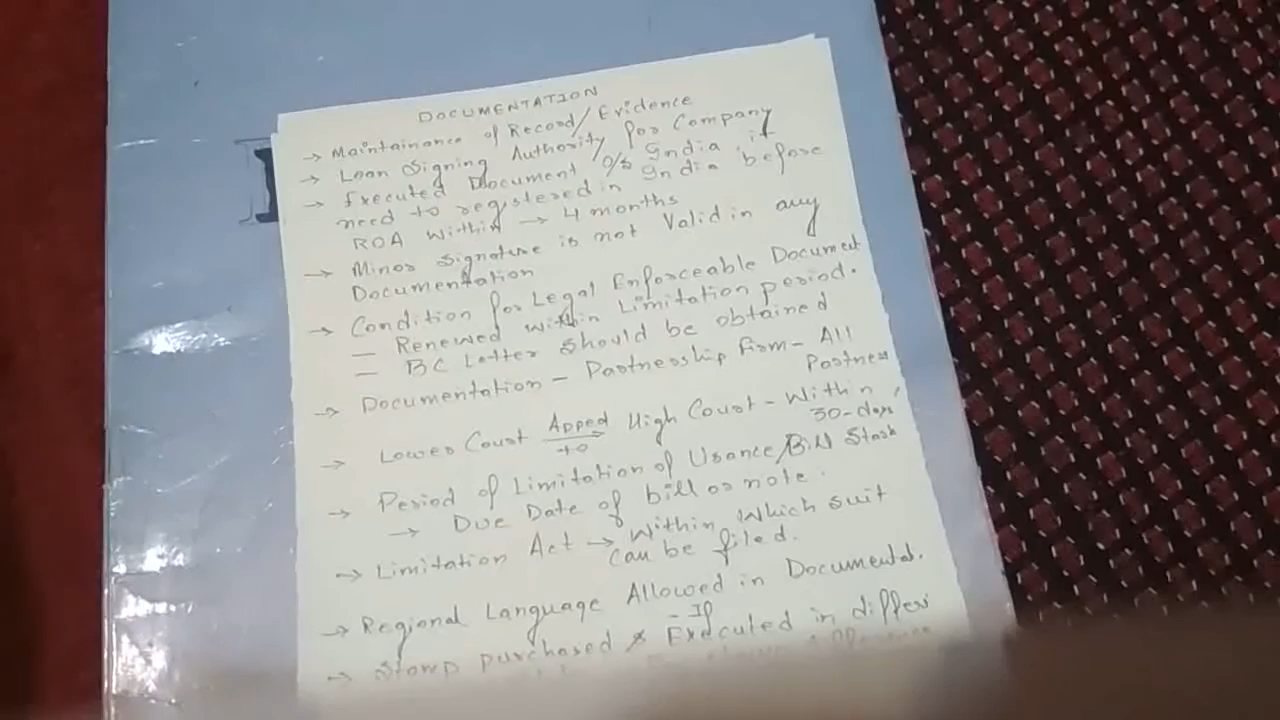 DOCUMENTATION
→ Maintainance of Record/Evidence
→ Loan Signing Authority for Company
→ Executed Document o/s India, it
need to registered in India before
ROA within → 4 months
→ Minor signature is not Valid in any
Documentation
→ Condition for Legal Enforceable Document
= Renewed within Limitation period.
= BC Letter should be obtained
→ Documentation - Partnership firm - All
Partners
→ Lower Court Apped to High Court - Within
30-days
→ Period of Limitation of Usance/Bill Start
→ Due Date of bill or note.
→ Limitation Act → Within Which suit
can be filed.
→ Regional Language Allowed in Documental.
→ Stamp purchased & - If Executed in differ